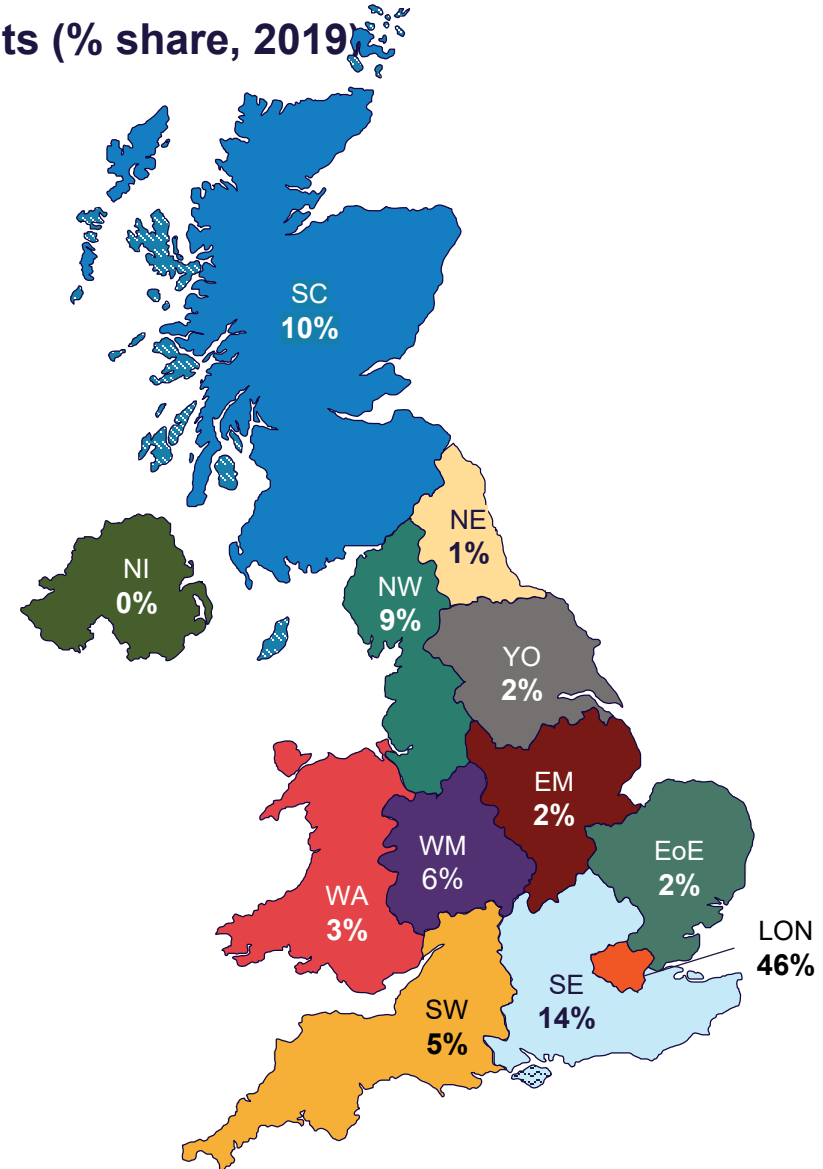 ts (% share, 2019)
SC
10%
NE
1%
NI
0%
NW
9%
YO
2%
EM
2%
WM
6%
EoE
2%
WA
3%
LON
46%
SE
14%
SW
5%